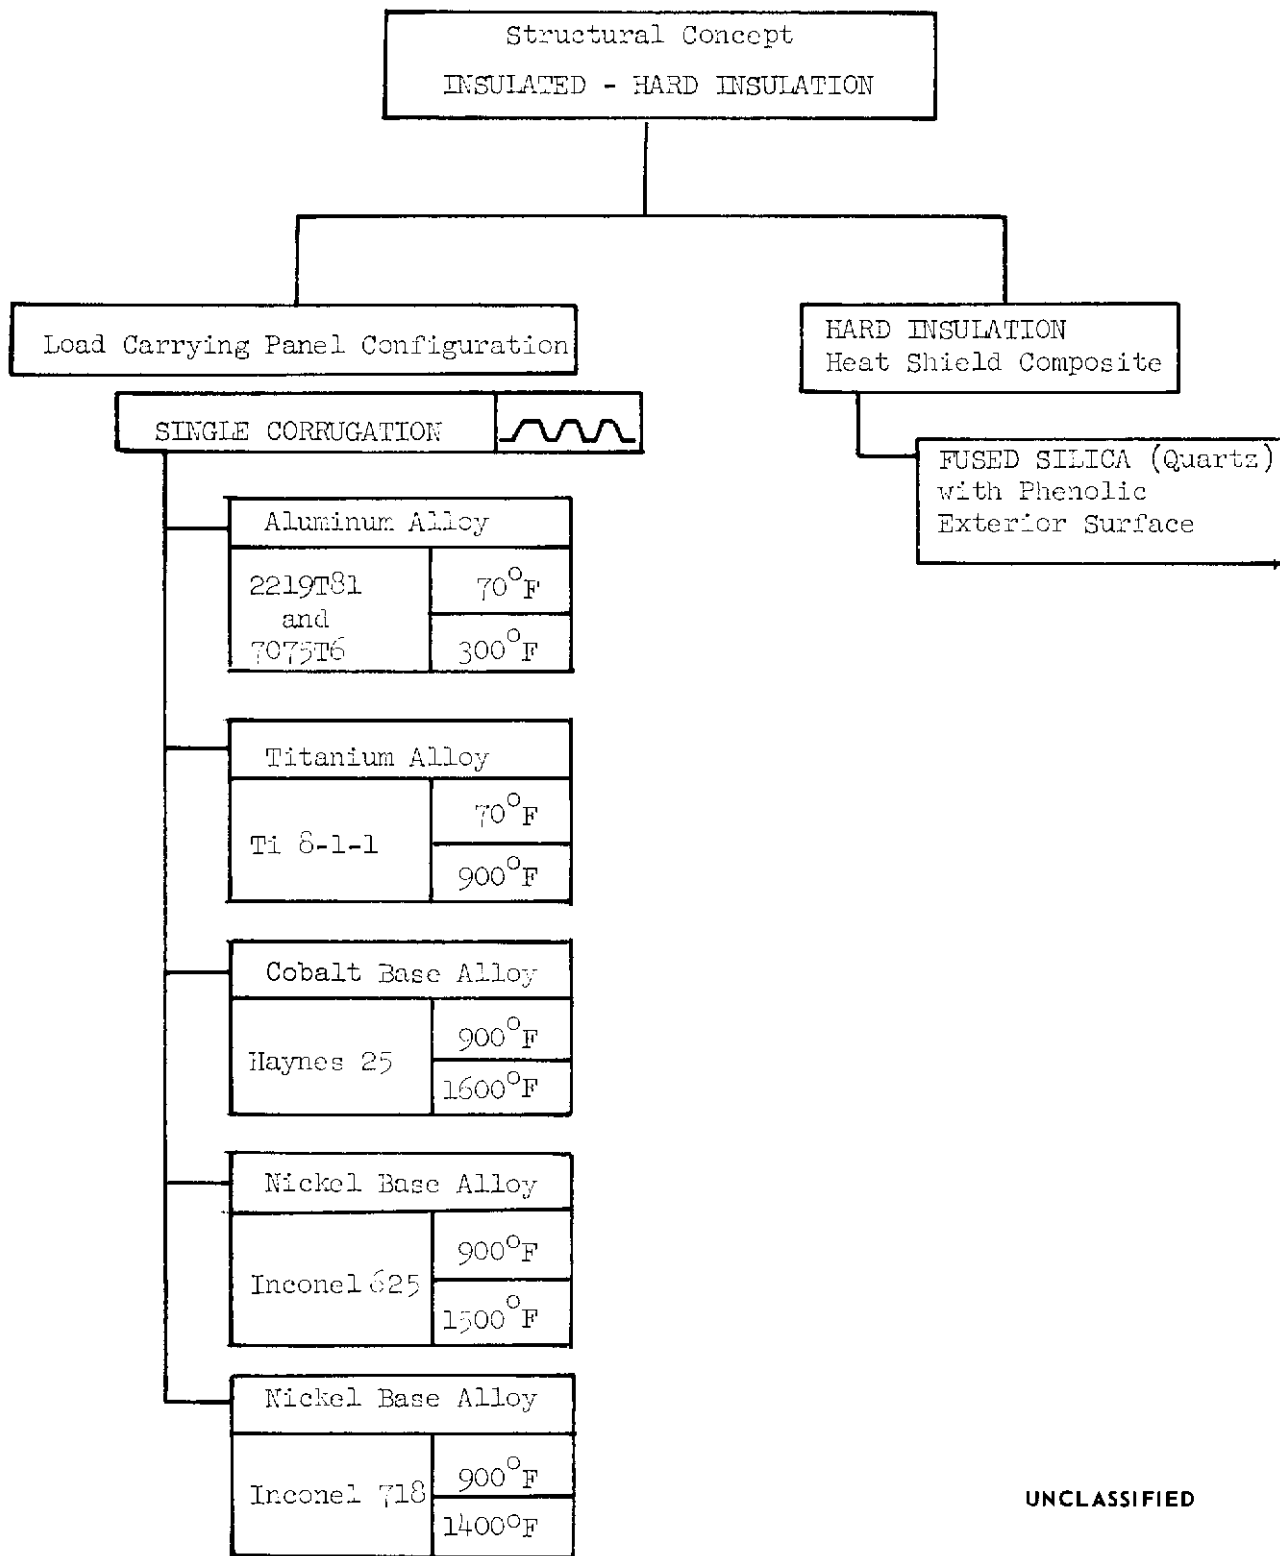 Structural Concept
INSULATED - HARD INSULATION
Load Carrying Panel Configuration
SINGLE CORRUGATION
Aluminum Alloy
2219T81
and
7075T6
70°F
300°F
Titanium Alloy
Ti 8-1-1
70°F
900°F
Cobalt Base Alloy
Haynes 25
900°F
1600°F
Nickel Base Alloy
Inconel 625
900°F
1500°F
Nickel Base Alloy
Inconel 718
900°F
1400°F
HARD INSULATION
Heat Shield Composite
FUSED SILICA (Quartz)
with Phenolic
Exterior Surface
UNCLASSIFIED